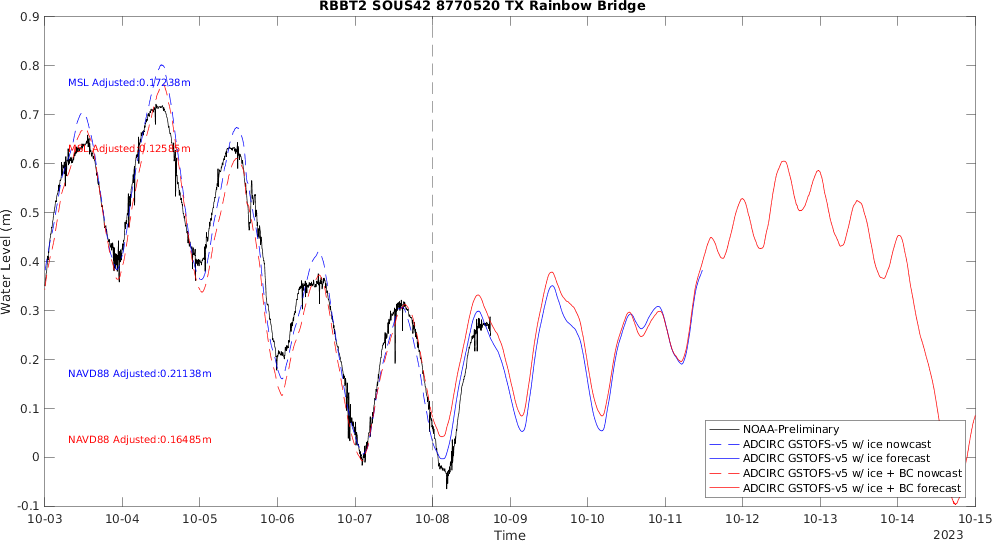 RBBT2 SOUS42 8770520 TX Rainbow Bridge
0.9
0.8
0.7
0.6
0.5
0.4
0.3
0.2
0.1
0
-0.1
Water Level (m)
MSL Adjusted:0.17238m
MSL Adjusted:0.12585m
NAVD88 Adjusted:0.21138m
NAVD88 Adjusted:0.16485m
NOAA-Preliminary
ADCIRC GSTOFS-v5 w/ ice nowcast
ADCIRC GSTOFS-v5 w/ ice forecast
ADCIRC GSTOFS-v5 w/ ice + BC nowcast
ADCIRC GSTOFS-v5 w/ ice + BC forecast
10-03 10-04 10-05 10-06 10-07 10-08 10-09 10-10 10-11 10-12 10-13 10-14 10-15
Time
2023